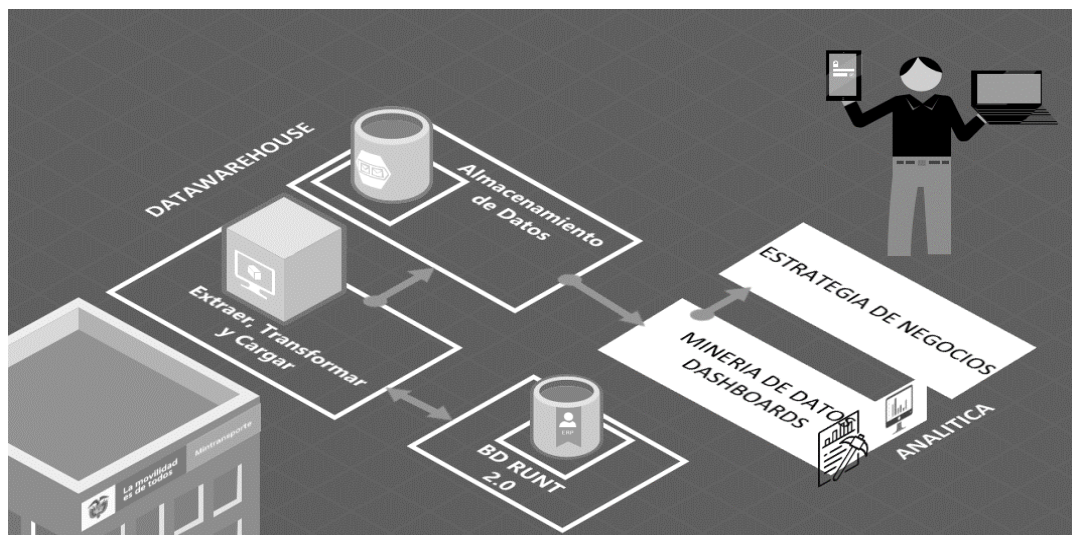 DATAWAREHOUSE
Almacenamiento
de Datos
Extraer, Transformar
y Cargar
BD RUNT
2.0
ERP
ESTRATEGIA DE NEGOCIOS
MINERIA DE DATOS
DASHBOARDS
ANALITICA
La movilidad
es de todos
Mintransporte